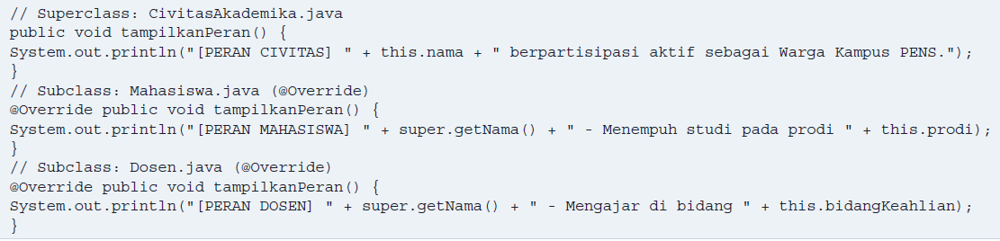 // Superclass: CivitasAkademika.java
public void tampilkanPeran() {
System.out.println("[PERAN CIVITAS] " + this.nama + " berpartisipasi aktif sebagai Warga Kampus PENS.");
}
// Subclass: Mahasiswa.java (@Override)
@Override public void tampilkanPeran() {
System.out.println("[PERAN MAHASISWA] " + super.getNama() + " - Menempuh studi pada prodi " + this.prodi);
}
// Subclass: Dosen.java (@Override)
@Override public void tampilkanPeran() {
System.out.println("[PERAN DOSEN] " + super.getNama() + " - Mengajar di bidang " + this.bidangKeahlian);
}